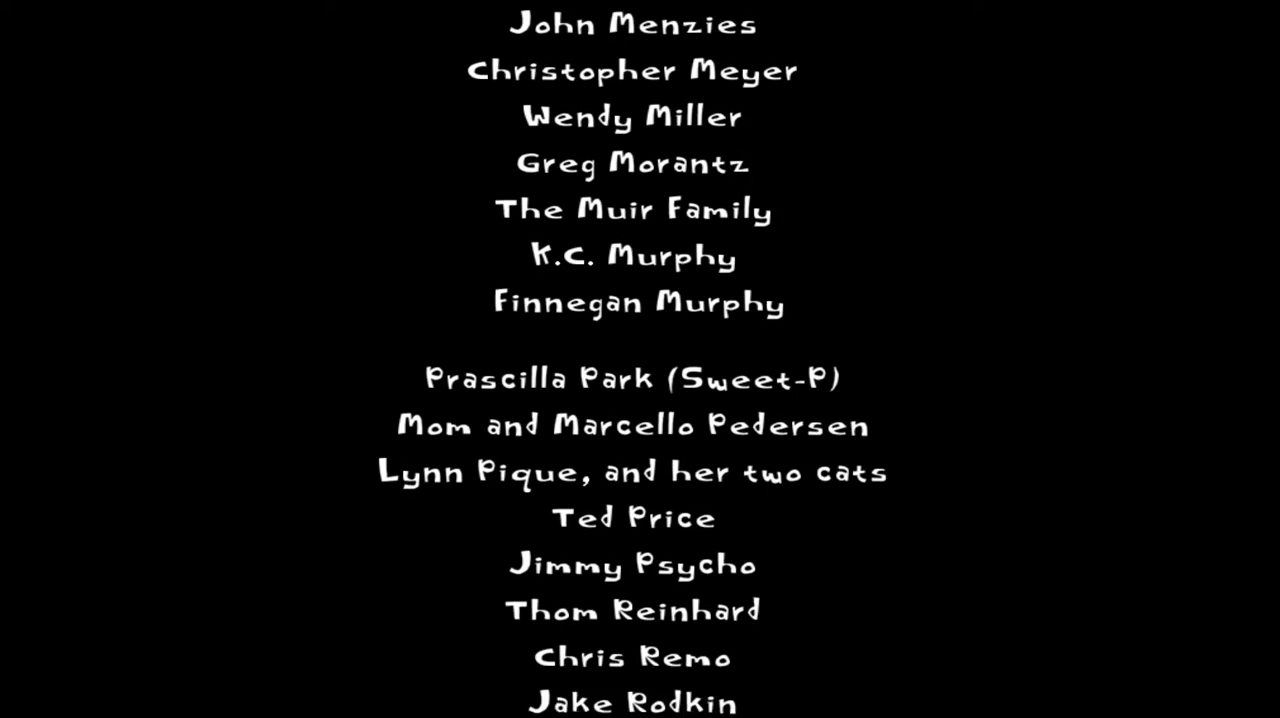 John Menzies
Christopher Meyer
Wendy Miller
Greg Morantz
The Muir Family
K.C. Murphy
Finnegan Murphy
Prascilla Park (Sweet-P)
Mom and Marcello Pedersen
Lynn Pique, and her two cats
Ted Price
Jimmy Psycho
Thom Reinhard
Chris Remo
Jake Rodkin